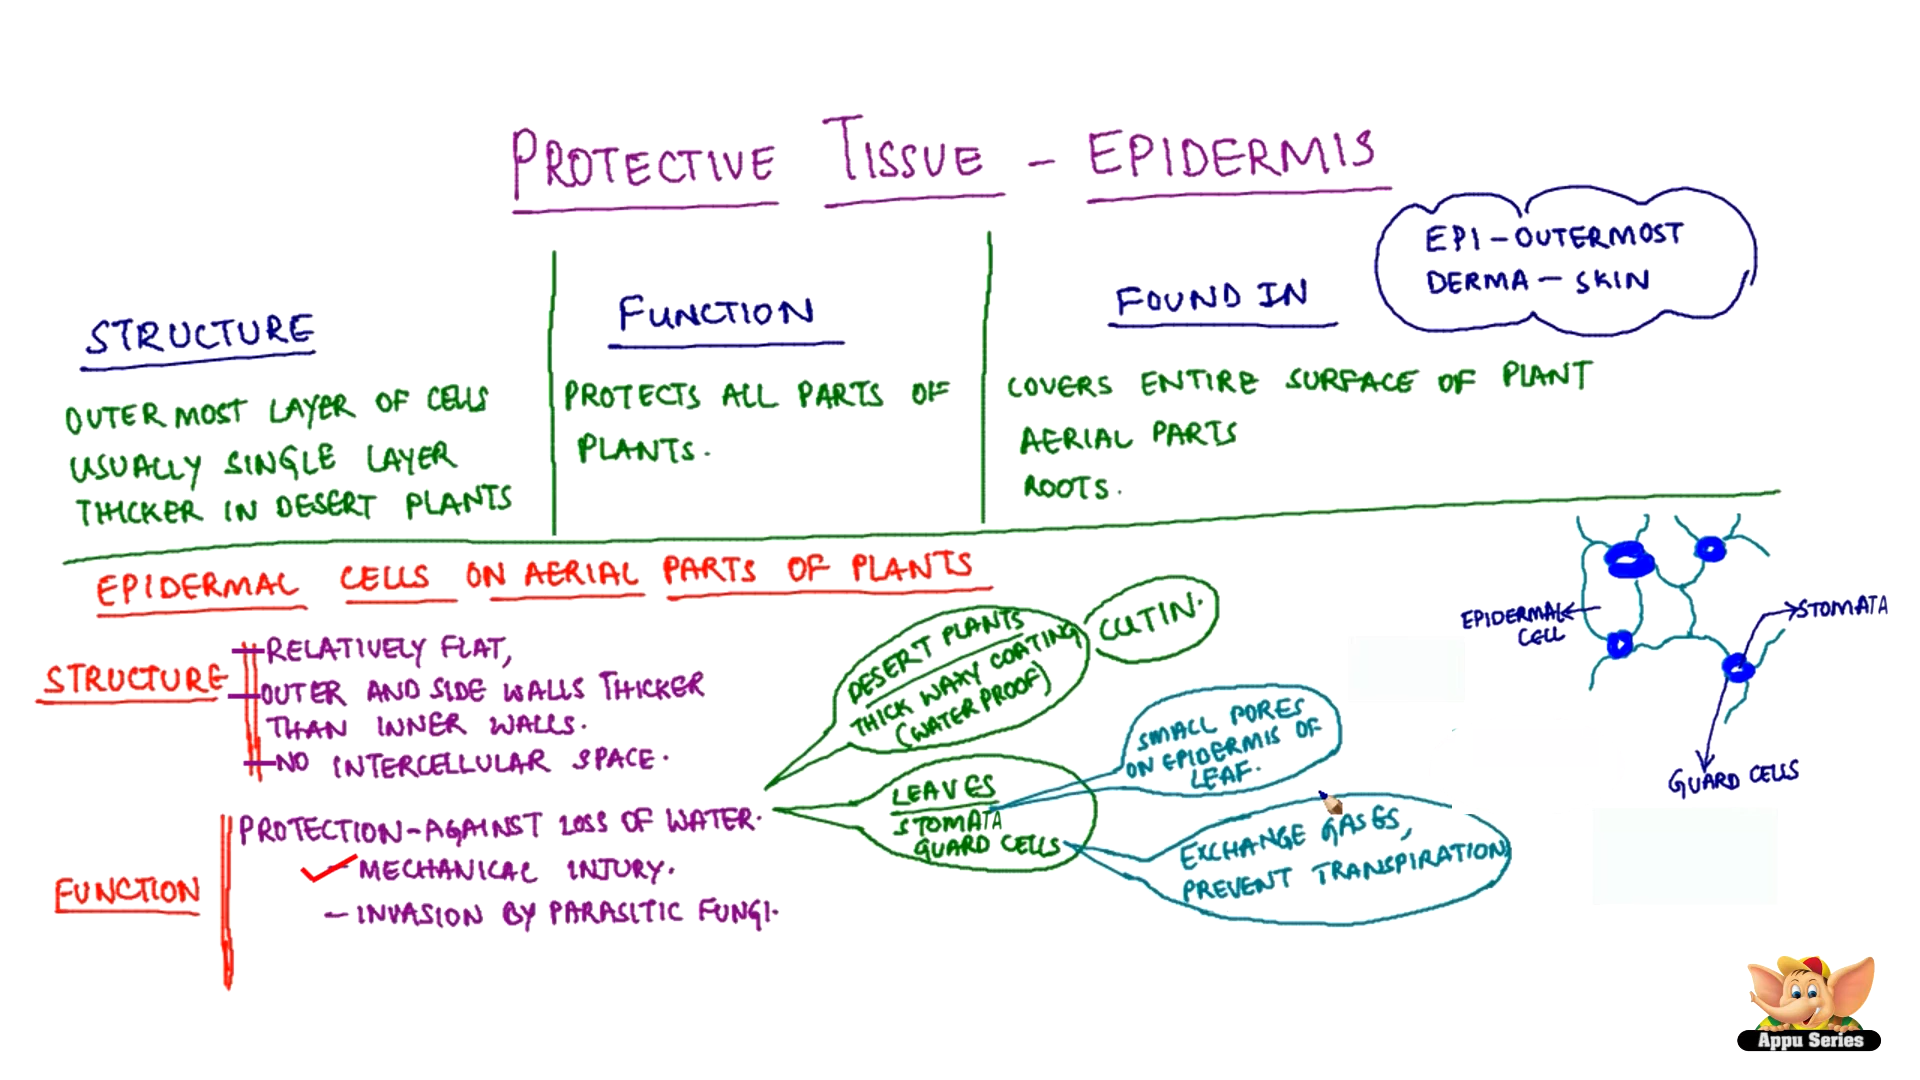 PROTECTIVE TISSUE - EPIDERMIS
EPI - OUTERMOST
DERMA - SKIN
STRUCTURE
OUTER MOST LAYER OF CELLS
USUALLY SINGLE LAYER
THICKER IN DESERT PLANTS
FUNCTION
PROTECTS ALL PARTS OF
PLANTS.
FOUND IN
COVERS ENTIRE SURFACE OF PLANT
AERIAL PARTS
ROOTS.
EPIDERMAL CELLS ON AERIAL PARTS OF PLANTS
STRUCTURE
RELATIVELY FLAT,
OUTER AND SIDE WALLS THICKER
THAN INNER WALLS.
NO INTERCELLULAR SPACE.
FUNCTION
PROTECTION - AGAINST LOSS OF WATER.
- MECHANICAL INJURY.
- INVASION BY PARASITIC FUNGI.
DESERT PLANTS
THICK WAXY COATING
(WATER PROOF)
CUTIN.
LEAVES
STOMATA
GUARD CELLS
SMALL PORES
ON EPIDERMIS OF
LEAF.
EXCHANGE GASES,
PREVENT TRANSPIRATION
EPIDERMAL
CELL
STOMATA
GUARD CELLS
Appu Series